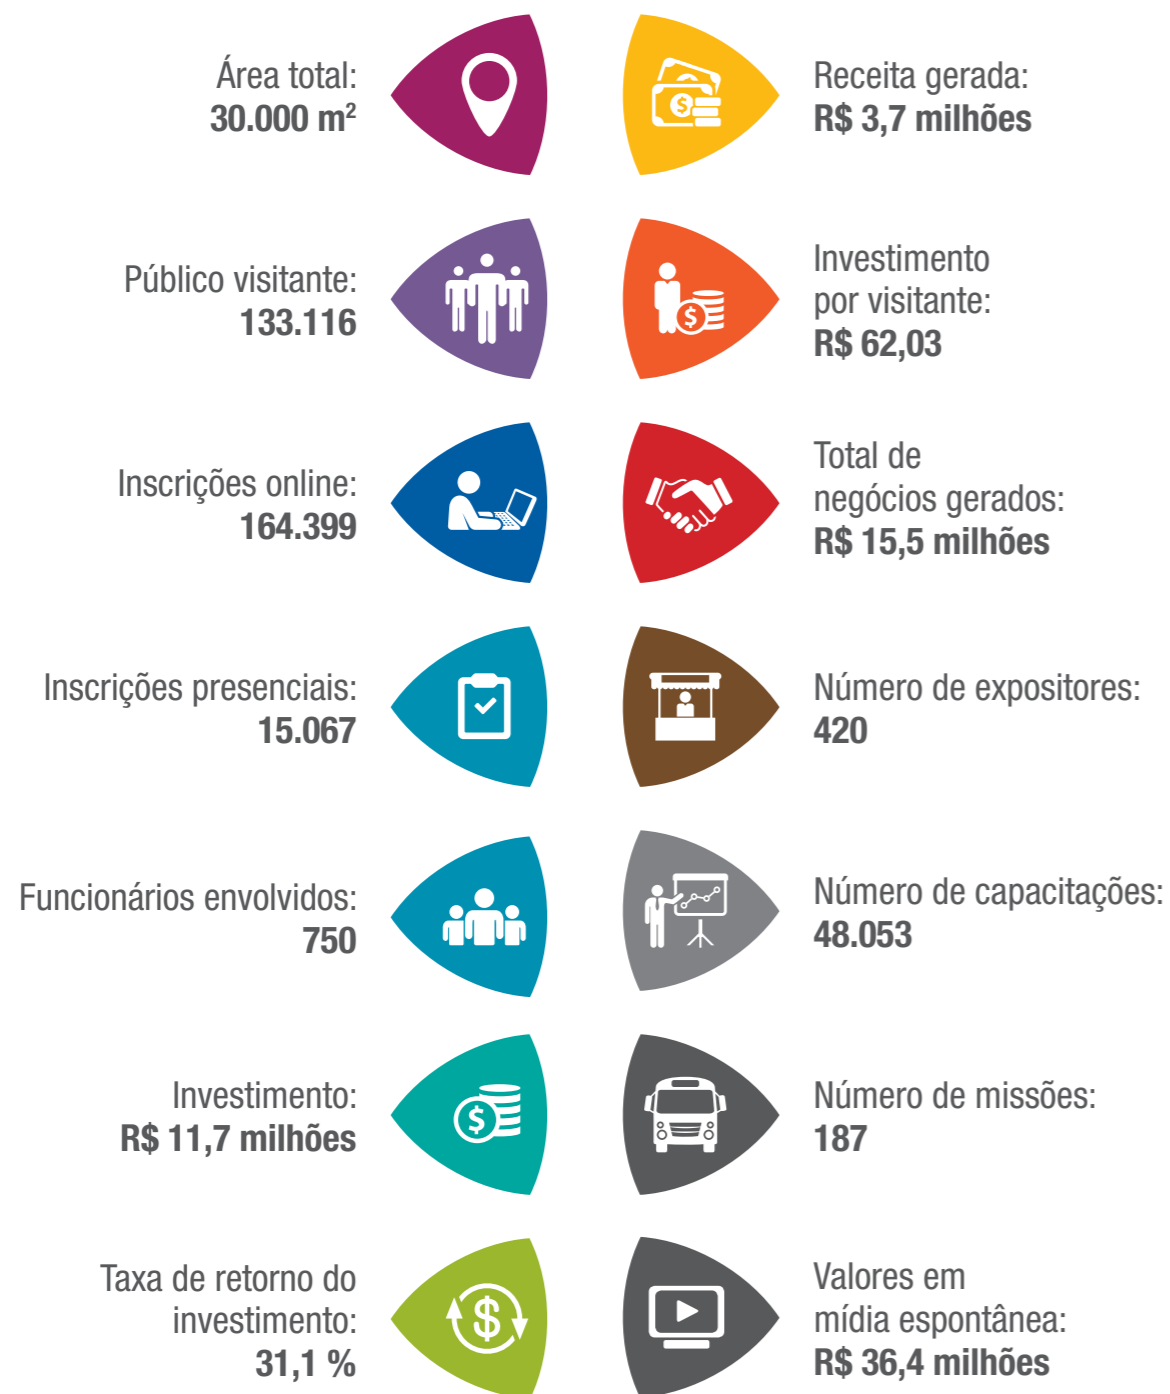 Área total:
30.000 m²
Receita gerada:
R$ 3,7 milhões
Público visitante:
133.116
Investimento
por visitante:
R$ 62,03
Inscrições online:
164.399
Total de
negócios gerados:
R$ 15,5 milhões
Inscrições presenciais:
15.067
Número de expositores:
420
Funcionários envolvidos:
750
Número de capacitações:
48.053
Investimento:
R$ 11,7 milhões
Número de missões:
187
Taxa de retorno do
investimento:
31,1 %
Valores em
mídia espontânea:
R$ 36,4 milhões